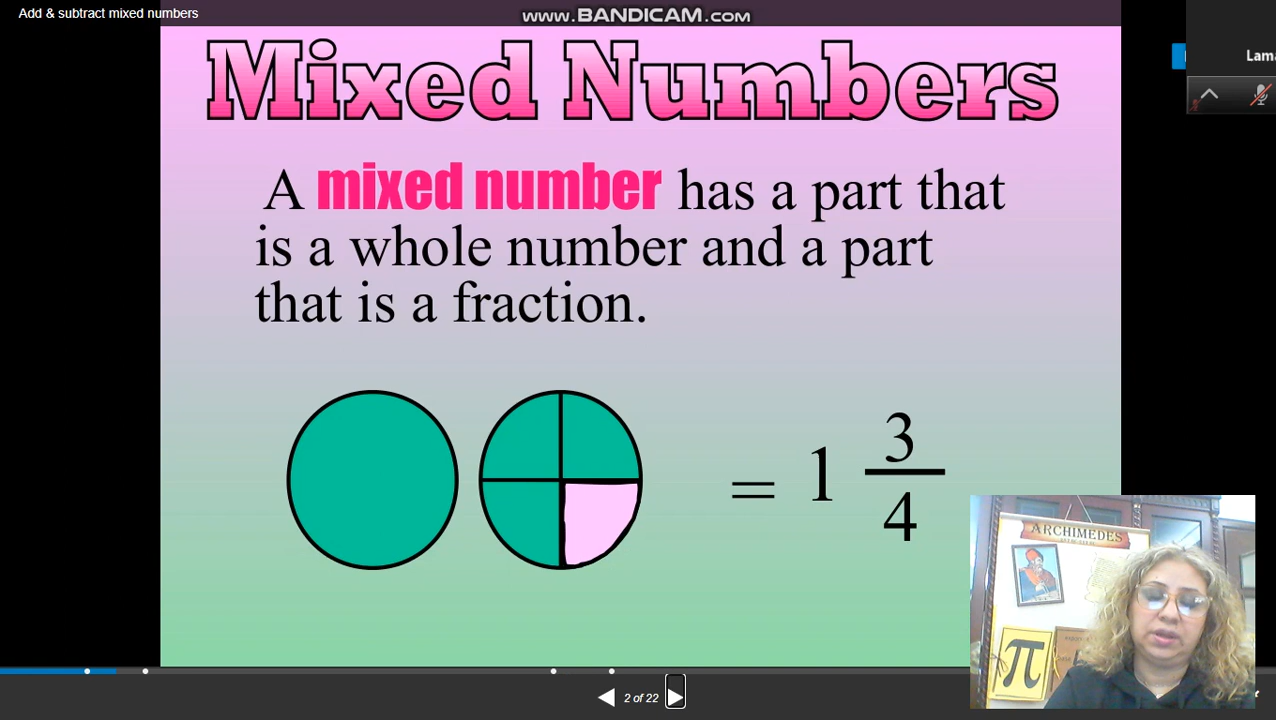 Add & subtract mixed numbers
www.BANDICAM.com
Mixed Numbers
Lama
A mixed number has a part that
is a whole number and a part
that is a fraction.
= 1 3/4
ARCHIMEDES
π
2 of 22